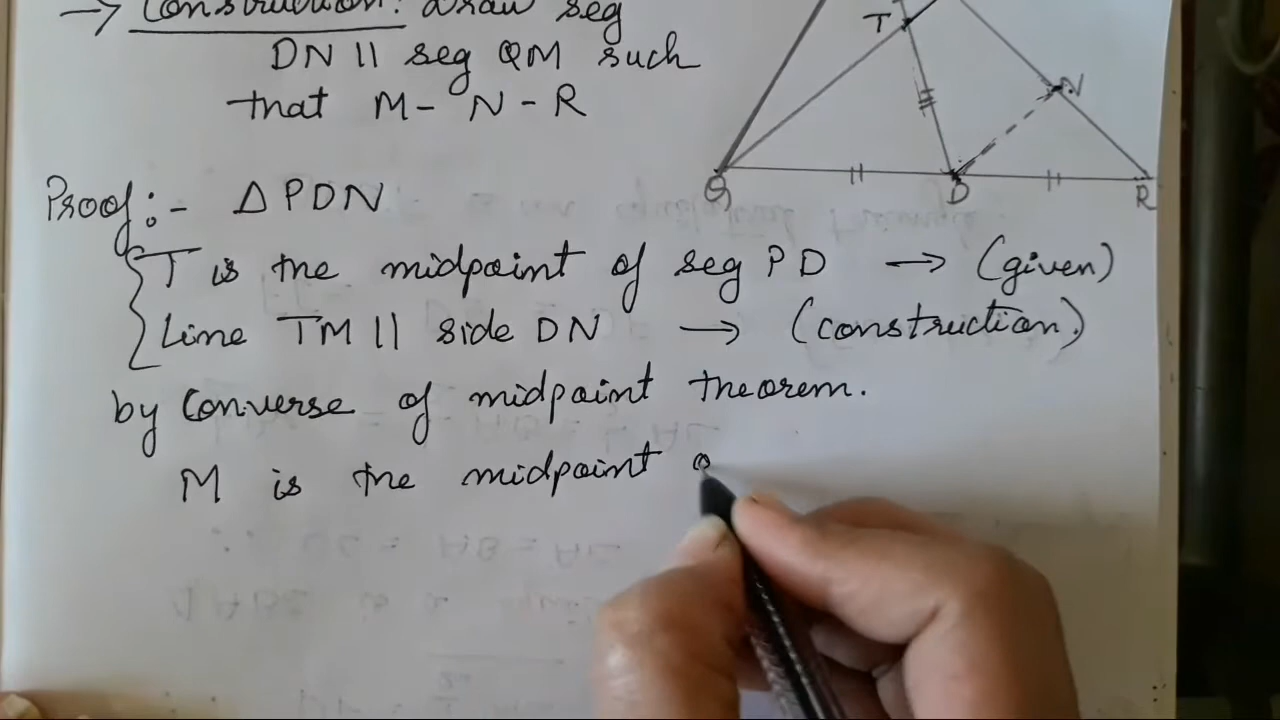 → Construction: Draw seg
DN || seg QM such
that M - N - R
T
N
Q
D
R
Proof :- Δ PDN
T is the midpoint of seg PD → (given)
Line TM || side DN → (construction)
by Converse of midpoint theorem.
M is the midpoint o